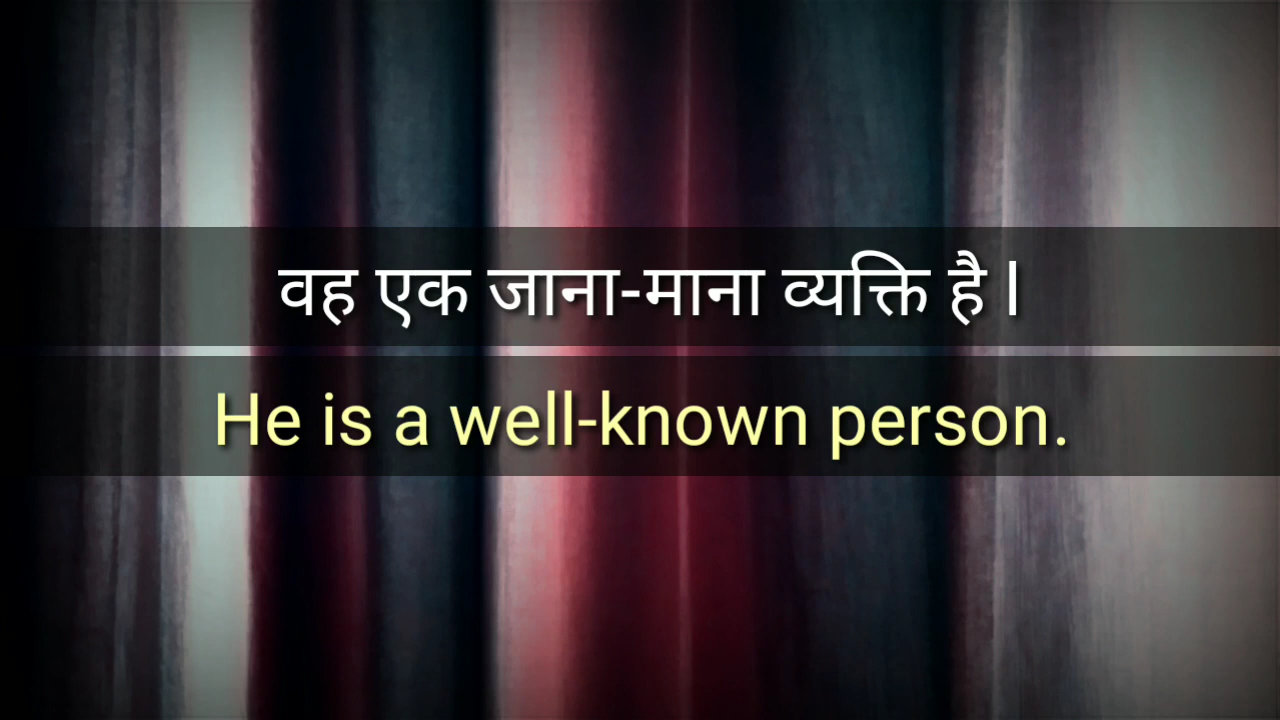 वह एक जाना-माना व्यक्ति है l
He is a well-known person.